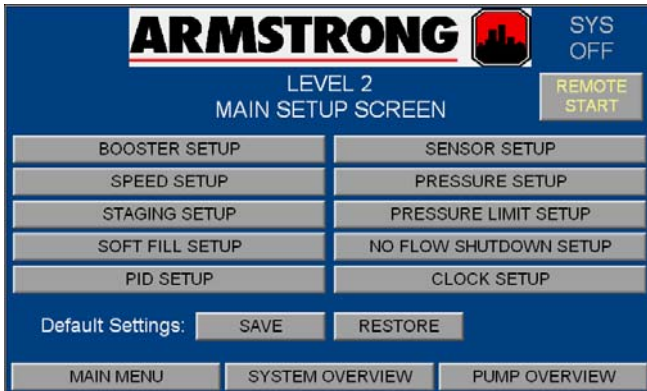 ARMSTRONG
SYS
OFF
LEVEL 2
MAIN SETUP SCREEN
REMOTE
START
BOOSTER SETUP
SENSOR SETUP
SPEED SETUP
PRESSURE SETUP
STAGING SETUP
PRESSURE LIMIT SETUP
SOFT FILL SETUP
NO FLOW SHUTDOWN SETUP
PID SETUP
CLOCK SETUP
Default Settings: SAVE RESTORE
MAIN MENU SYSTEM OVERVIEW PUMP OVERVIEW